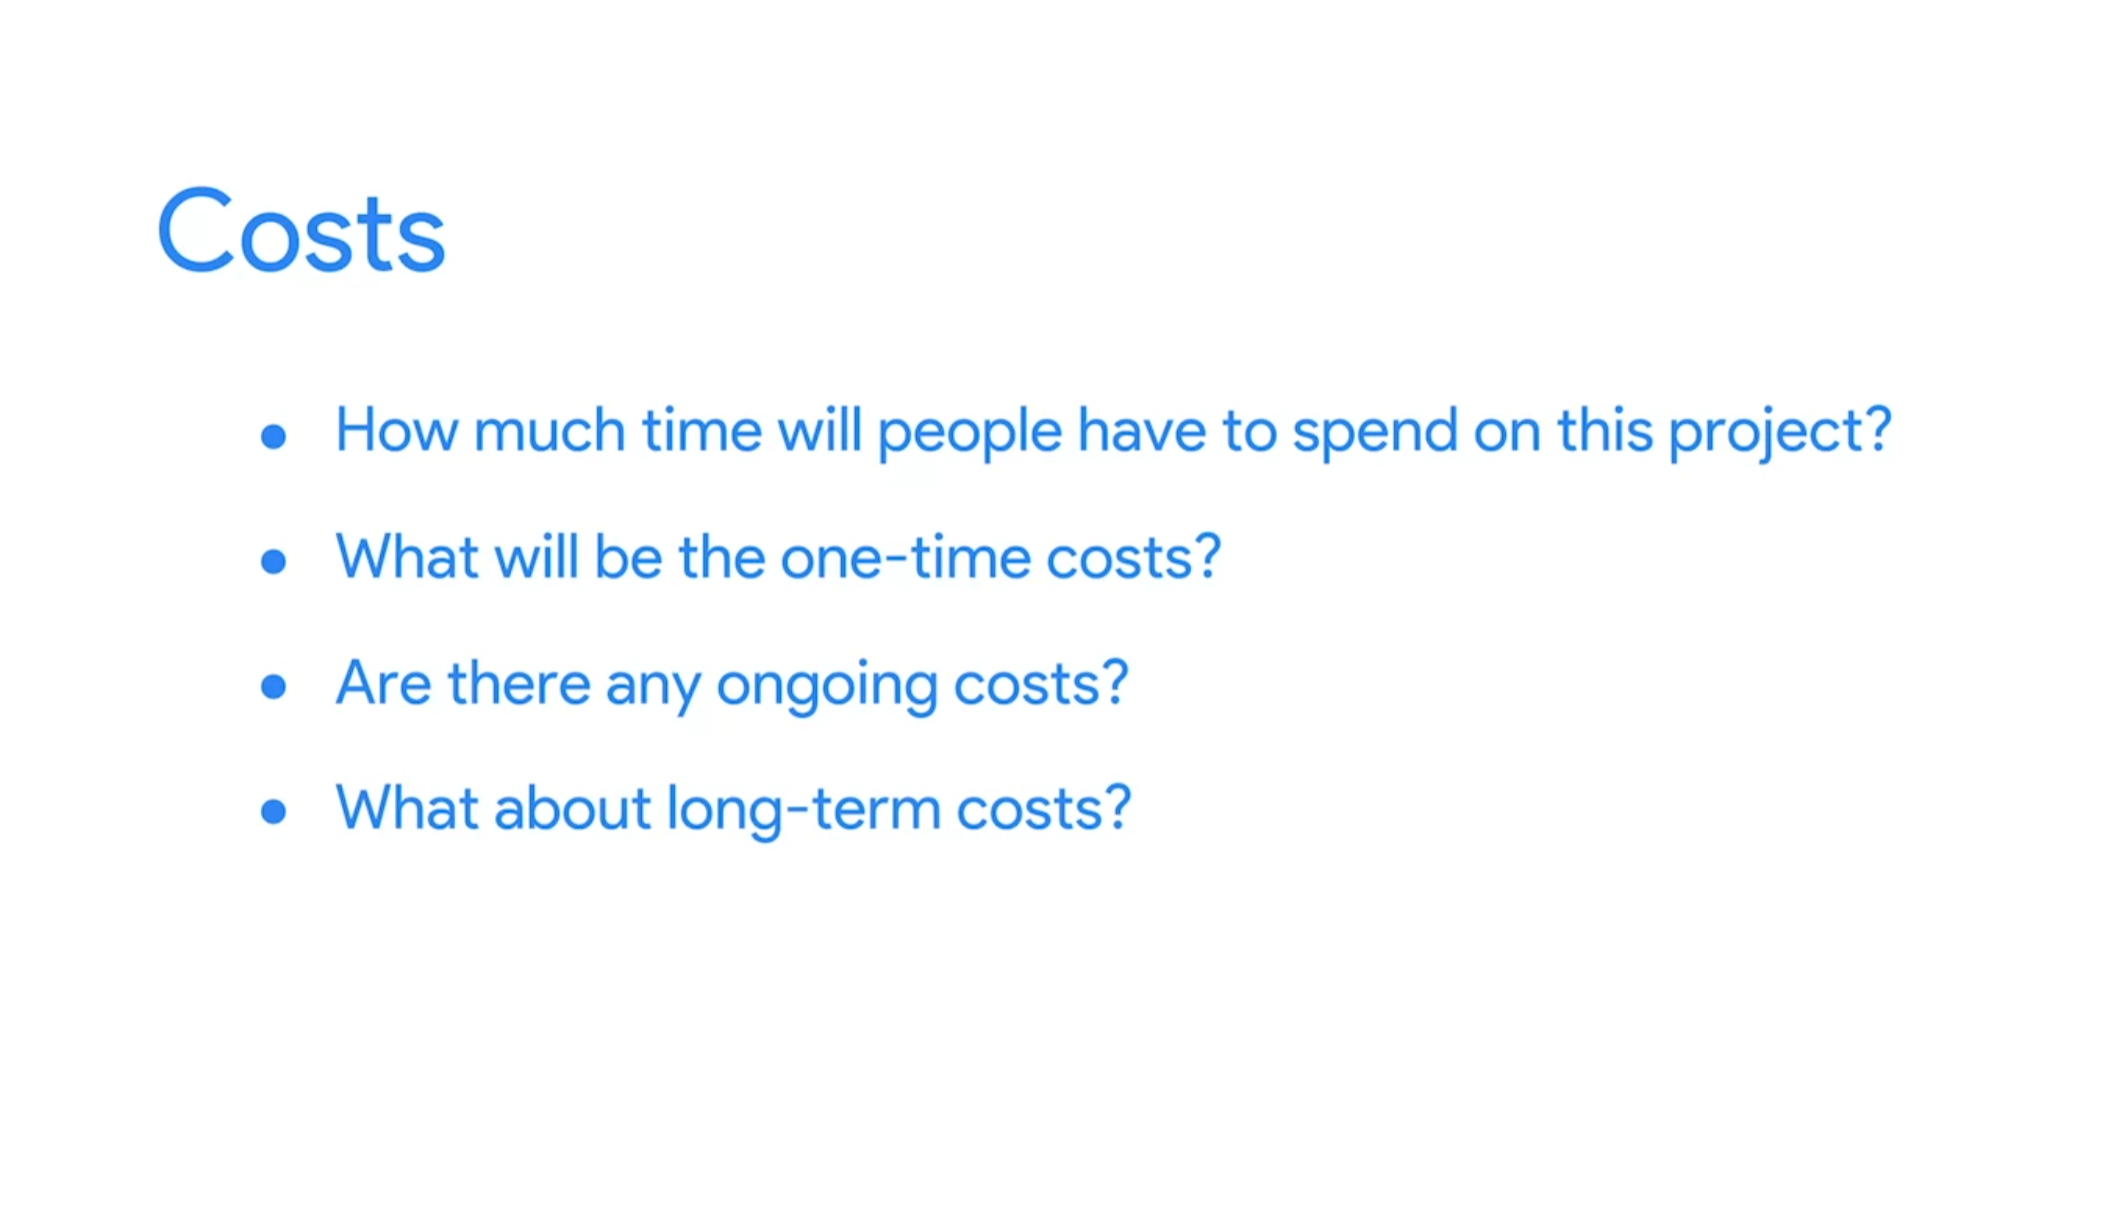 Costs
• How much time will people have to spend on this project?
• What will be the one-time costs?
• Are there any ongoing costs?
• What about long-term costs?